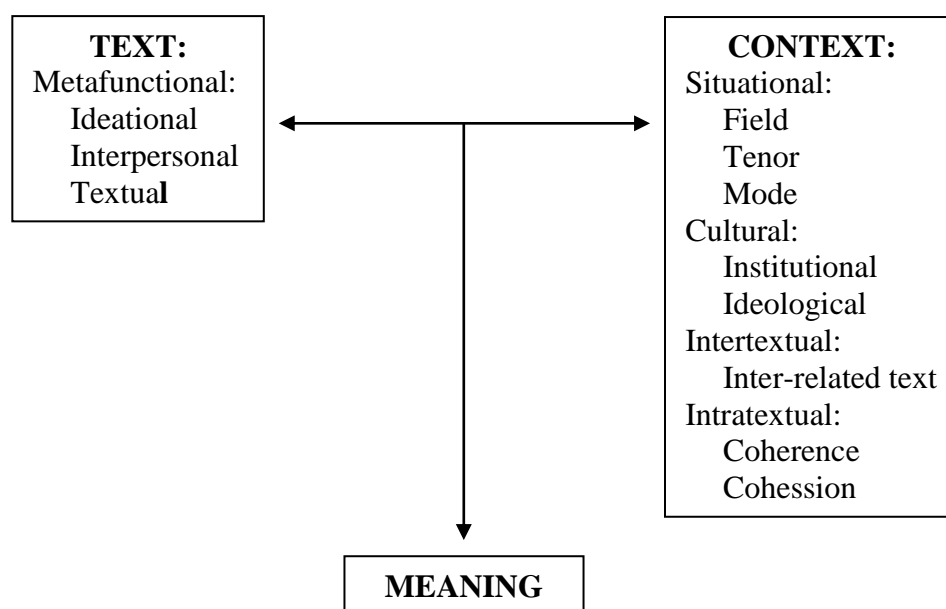 TEXT:
Metafunctional:
Ideational
Interpersonal
Textual
CONTEXT:
Situational:
Field
Tenor
Mode
Cultural:
Institutional
Ideological
Intertextual:
Inter-related text
Intratextual:
Coherence
Cohession
MEANING